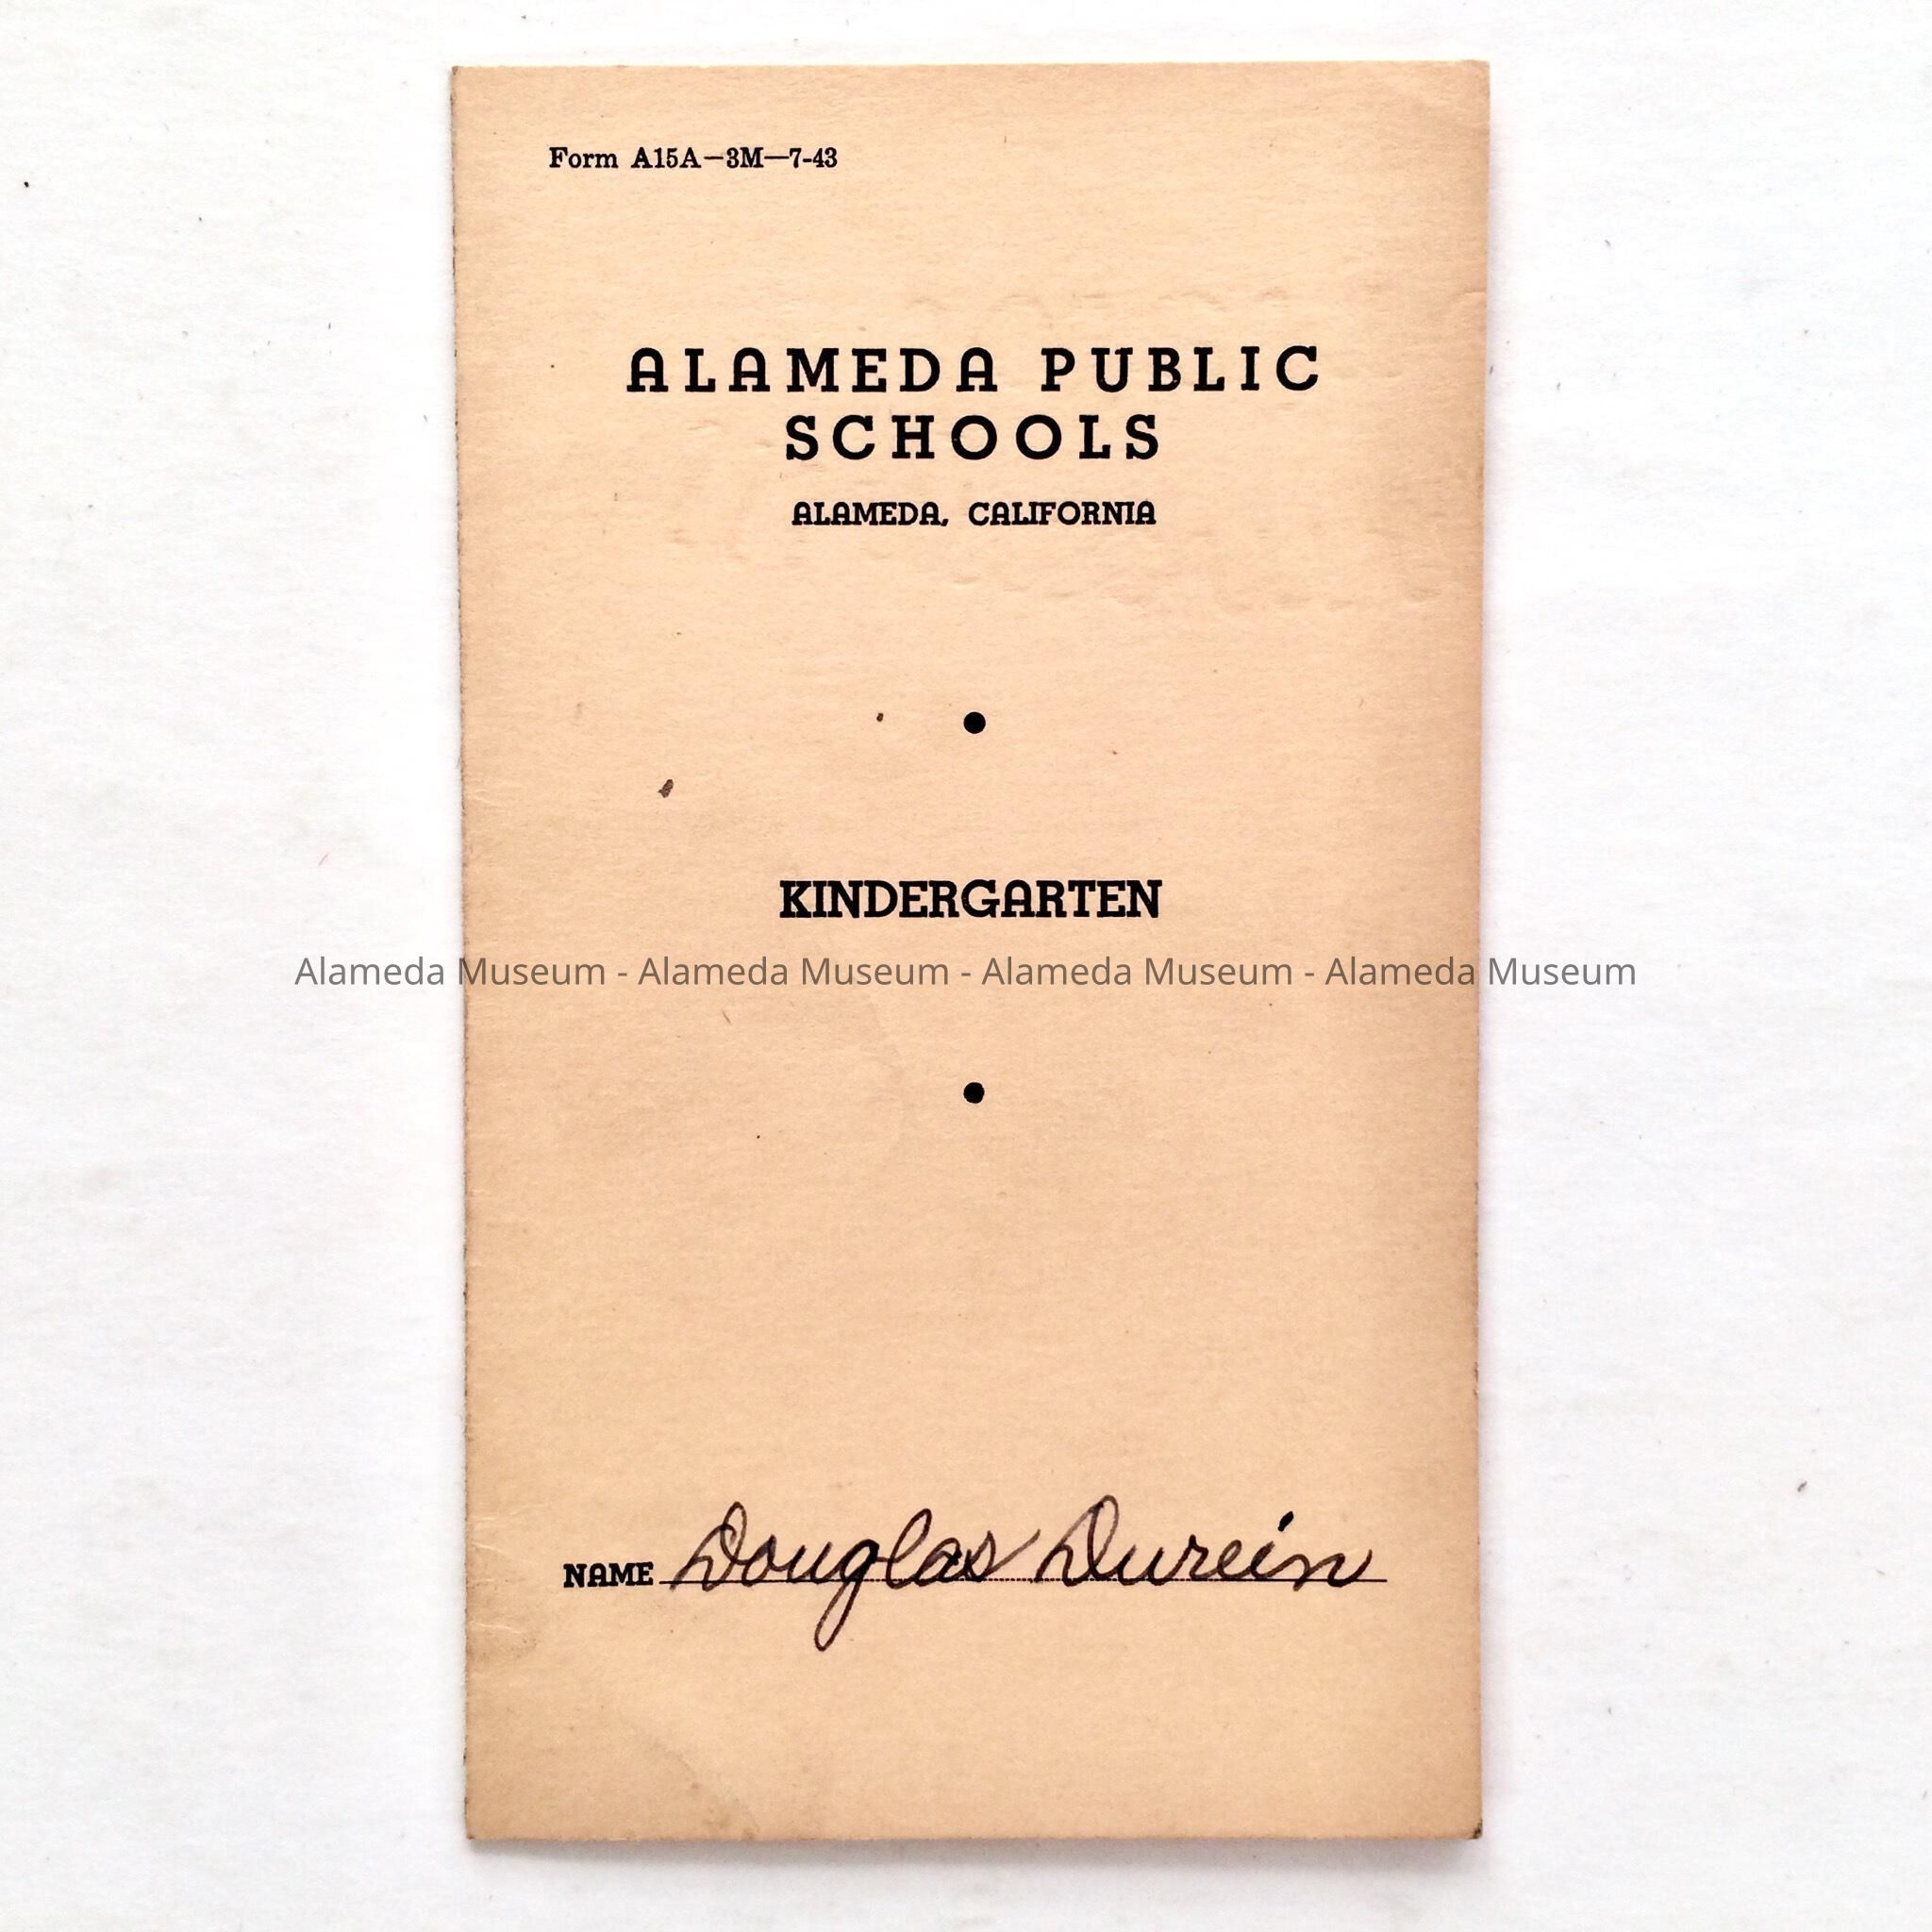 Form A15A—3M—7-43
ALAMEDA PUBLIC
SCHOOLS
ALAMEDA, CALIFORNIA
•
KINDERGARTEN
Alameda Museum - Alameda Museum - Alameda Museum - Alameda Museum
•
NAME Douglas Durein